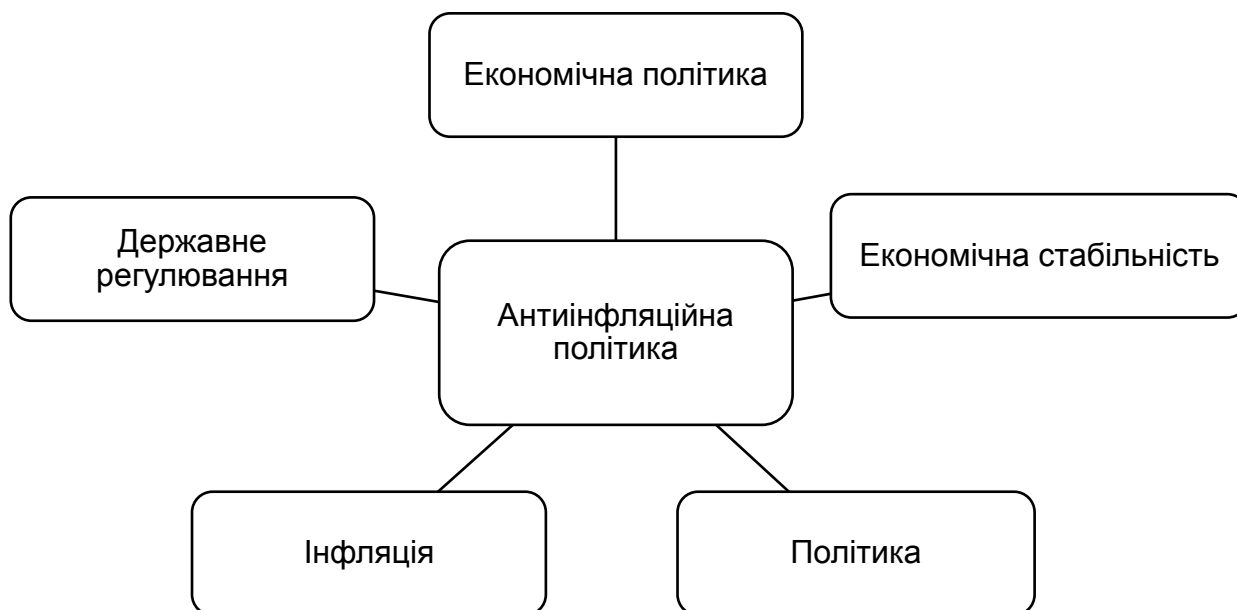 Економічна політика
Державне
регулювання
Економічна стабільність
Антиінфляційна
політика
Інфляція
Політика